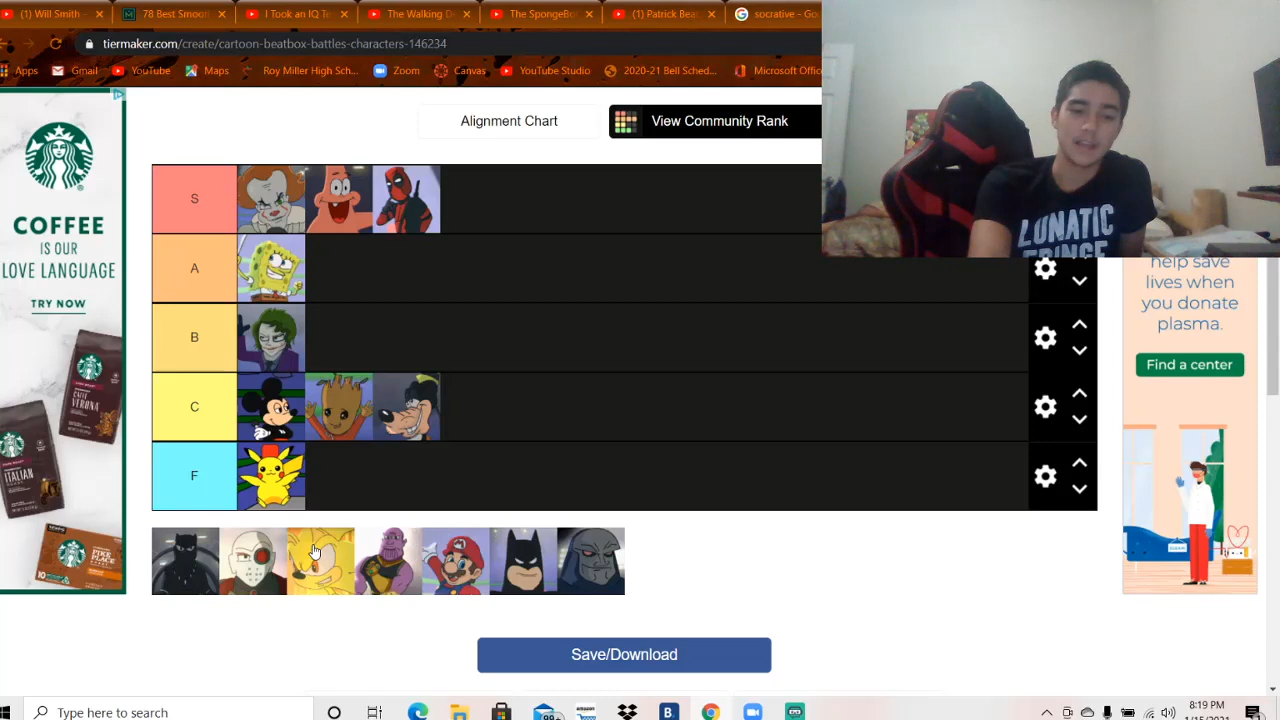 (1) Will Smith -
78 Best Smoot
I Took an IQ Te
The Walking D
The SpongeBo
(1) Patrick Bea
socrative - Go
tiermaker.com/create/cartoon-beatbox-battles-characters-146234
Apps
Gmail
YouTube
Maps
Roy Miller High Sch...
Zoom
Canvas
YouTube Studio
2020-21 Bell Sched...
Microsoft Offic
Alignment Chart
View Community Rank
COFFEE
IS OUR
LOVE LANGUAGE
TRY NOW
S
A
B
C
F
LUNATIC
FRINGE
help save
lives when
you donate
plasma.
Find a center
Save/Download
Type here to search
99+
8:19 PM
1/15/2021